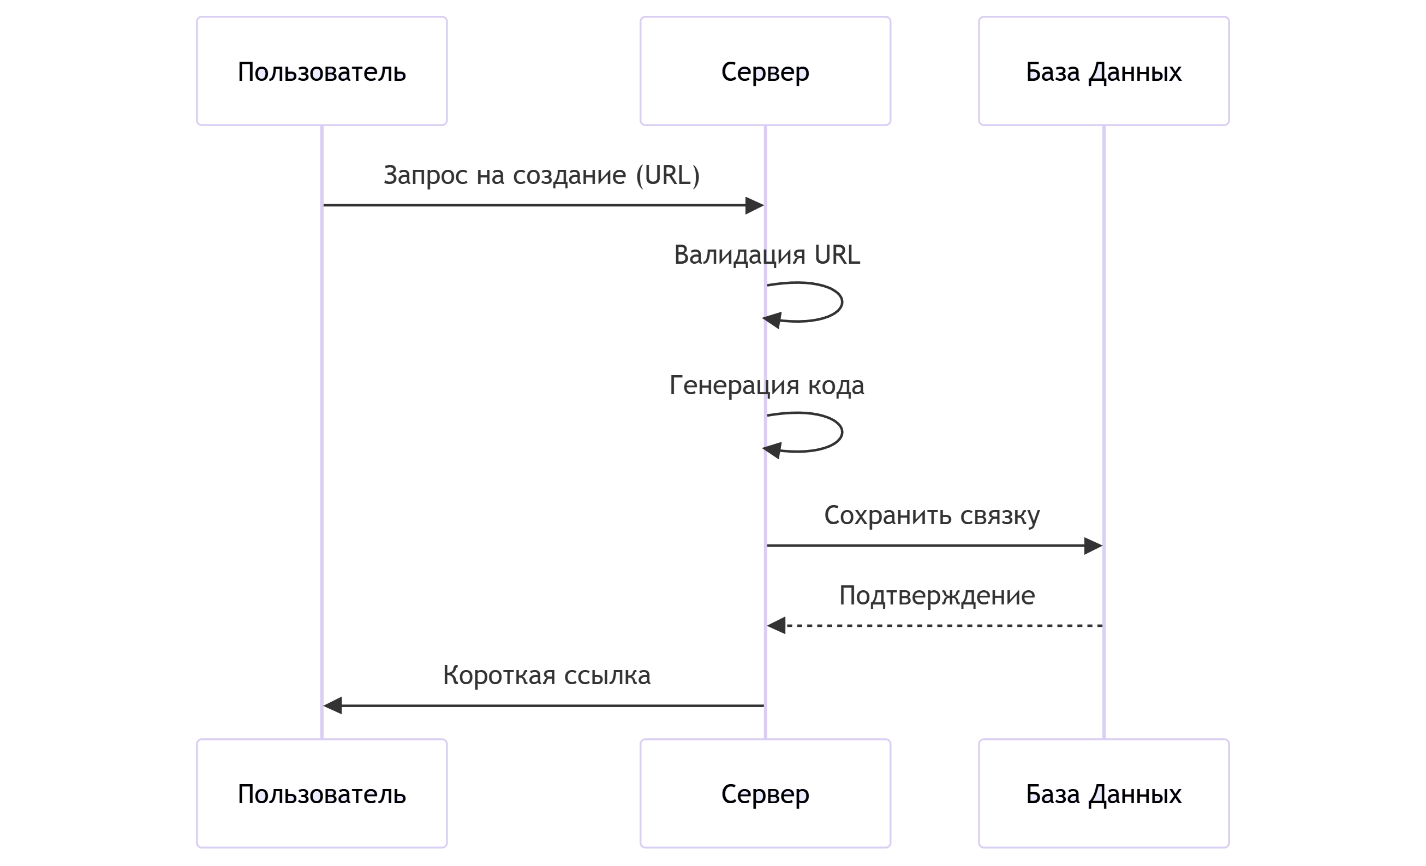 Пользователь
Сервер
База Данных
Запрос на создание (URL)
Валидация URL
Генерация кода
Сохранить связку
Подтверждение
Короткая ссылка
Пользователь
Сервер
База Данных